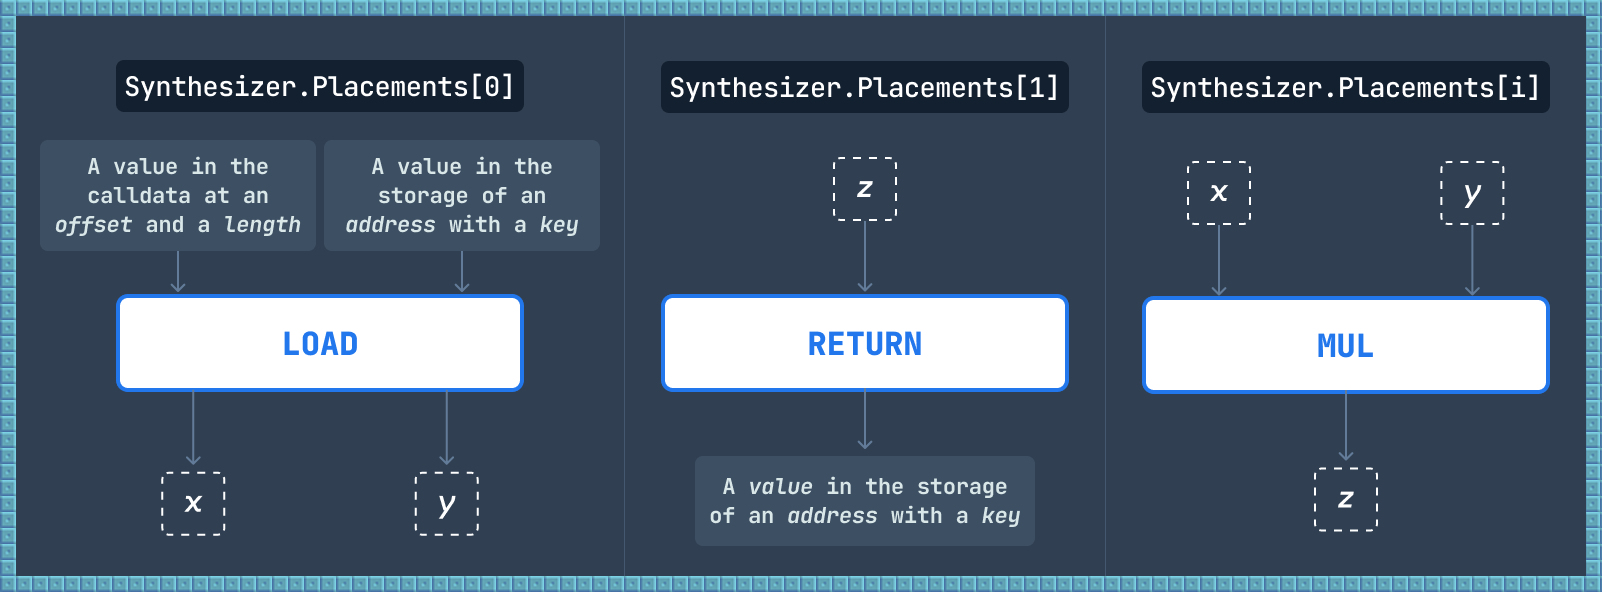 Synthesizer.Placements[0]
A value in the
calldata at an
offset and a length
A value in the
storage of an
address with a key
LOAD
x
y
Synthesizer.Placements[1]
z
RETURN
A value in the storage
of an address with a key
Synthesizer.Placements[i]
x
y
MUL
z